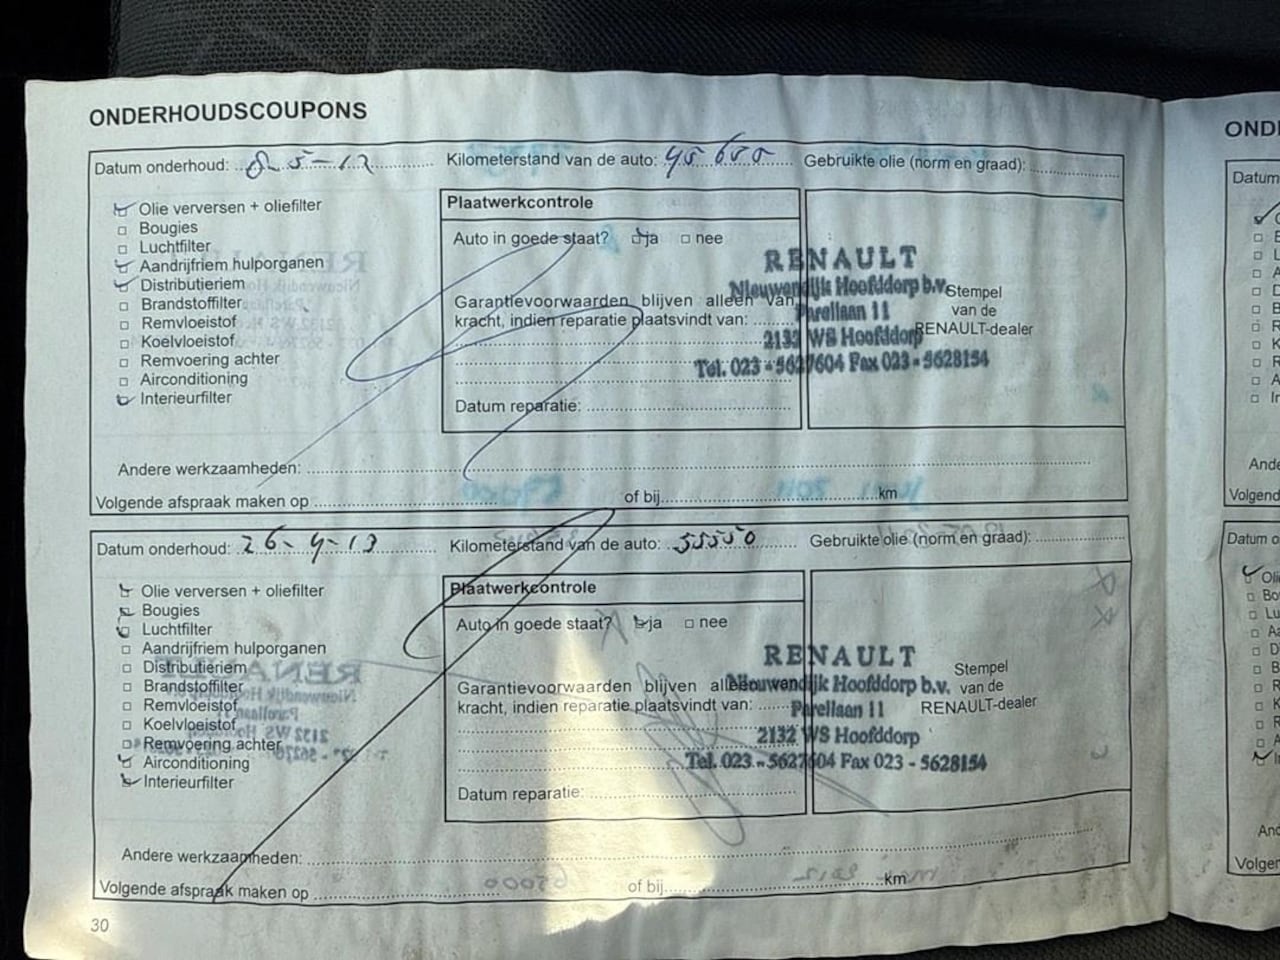 ONDERHOUDSCOUPONS
Datum onderhoud: 8-5-12 Kilometerstand van de auto: 45 650 Gebruikte olie (norm en graad):
Olie verversen + oliefilter
Bougies
Luchtfilter
Aandrijfriem hulporganen
Distributieriem
Brandstoffilter
Remvloeistof
Koelvloeistof
Remvoering achter
Airconditioning
Interieurfilter
Plaatwerkcontrole
Auto in goede staat? ja nee
Garantievoorwaarden blijven alleen van
kracht, indien reparatie plaatsvindt van:
Datum reparatie:
RENAULT
Nieuwendijk Hoofddorp b.v.
Parellaan 11
2132 WS Hoofddorp
Tel. 023 - 5627604 Fax 023 - 5628154
Stempel
van de
RENAULT-dealer
Andere werkzaamheden:
Volgende afspraak maken op of bij km
Datum onderhoud: 26-4-13 Kilometerstand van de auto: 55550 Gebruikte olie (norm en graad):
Olie verversen + oliefilter
Bougies
Luchtfilter
Aandrijfriem hulporganen
Distributieriem
Brandstoffilter
Remvloeistof
Koelvloeistof
Remvoering achter
Airconditioning
Interieurfilter
Plaatwerkcontrole
Auto in goede staat? ja nee
Garantievoorwaarden blijven alleen van
kracht, indien reparatie plaatsvindt van:
Datum reparatie:
RENAULT
Nieuwendijk Hoofddorp b.v.
Parellaan 11
2132 WS Hoofddorp
Tel. 023 - 5627604 Fax 023 - 5628154
Stempel
van de
RENAULT-dealer
Andere werkzaamheden:
Volgende afspraak maken op of bij km
30
OND
Datum
Ande
Volgend
Datum o
Volger